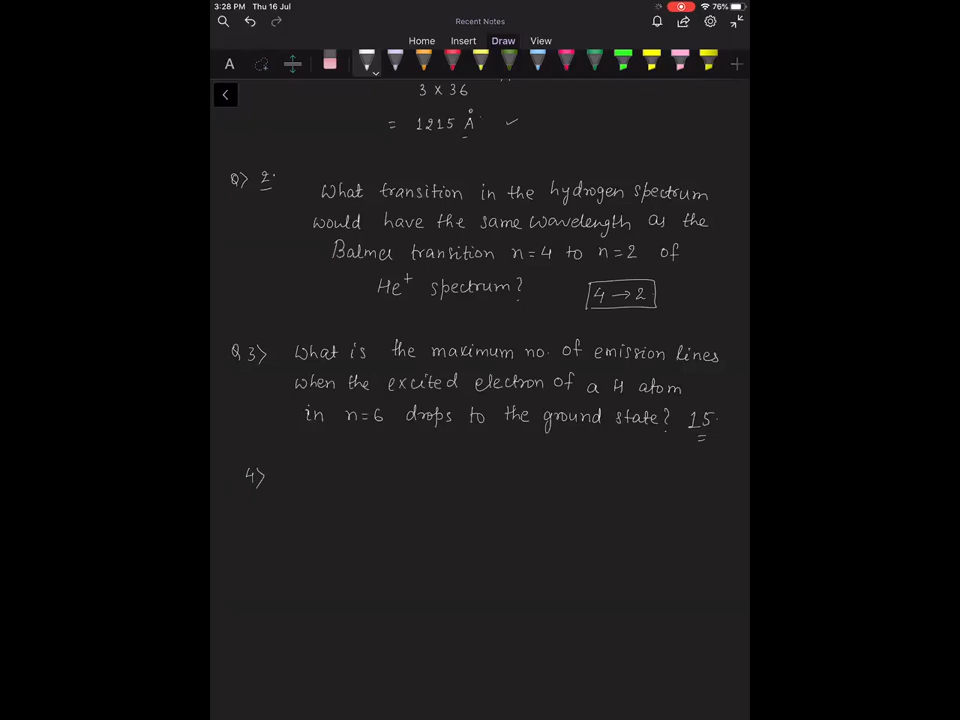 3:28 PM Thu 16 Jul
76%
Recent Notes
Home Insert Draw View
A
3 x 36
= 1215 Å
Q> 2.
What transition in the hydrogen spectrum
would have the same wavelength as the
Balmer transition n=4 to n=2 of
He+ spectrum?
4 → 2
Q 3> What is the maximum no. of emission lines
when the excited electron of a H atom
in n=6 drops to the ground state? 15.
4>